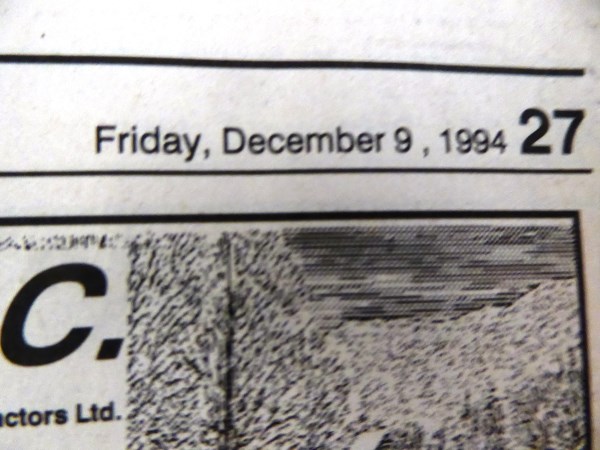 Friday, December 9 , 1994 27
C.
actors Ltd.